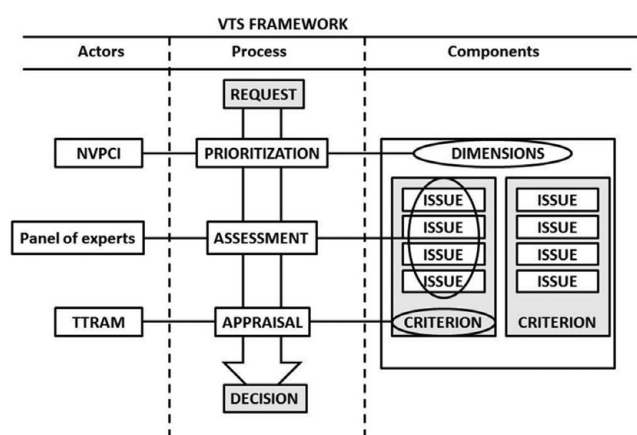 VTS FRAMEWORK
Actors Process Components
REQUEST
NVPCI PRIORITIZATION DIMENSIONS
ISSUE ISSUE
ISSUE ISSUE
Panel of experts ASSESSMENT
ISSUE ISSUE
ISSUE ISSUE
TTRAM APPRAISAL CRITERION CRITERION
DECISION